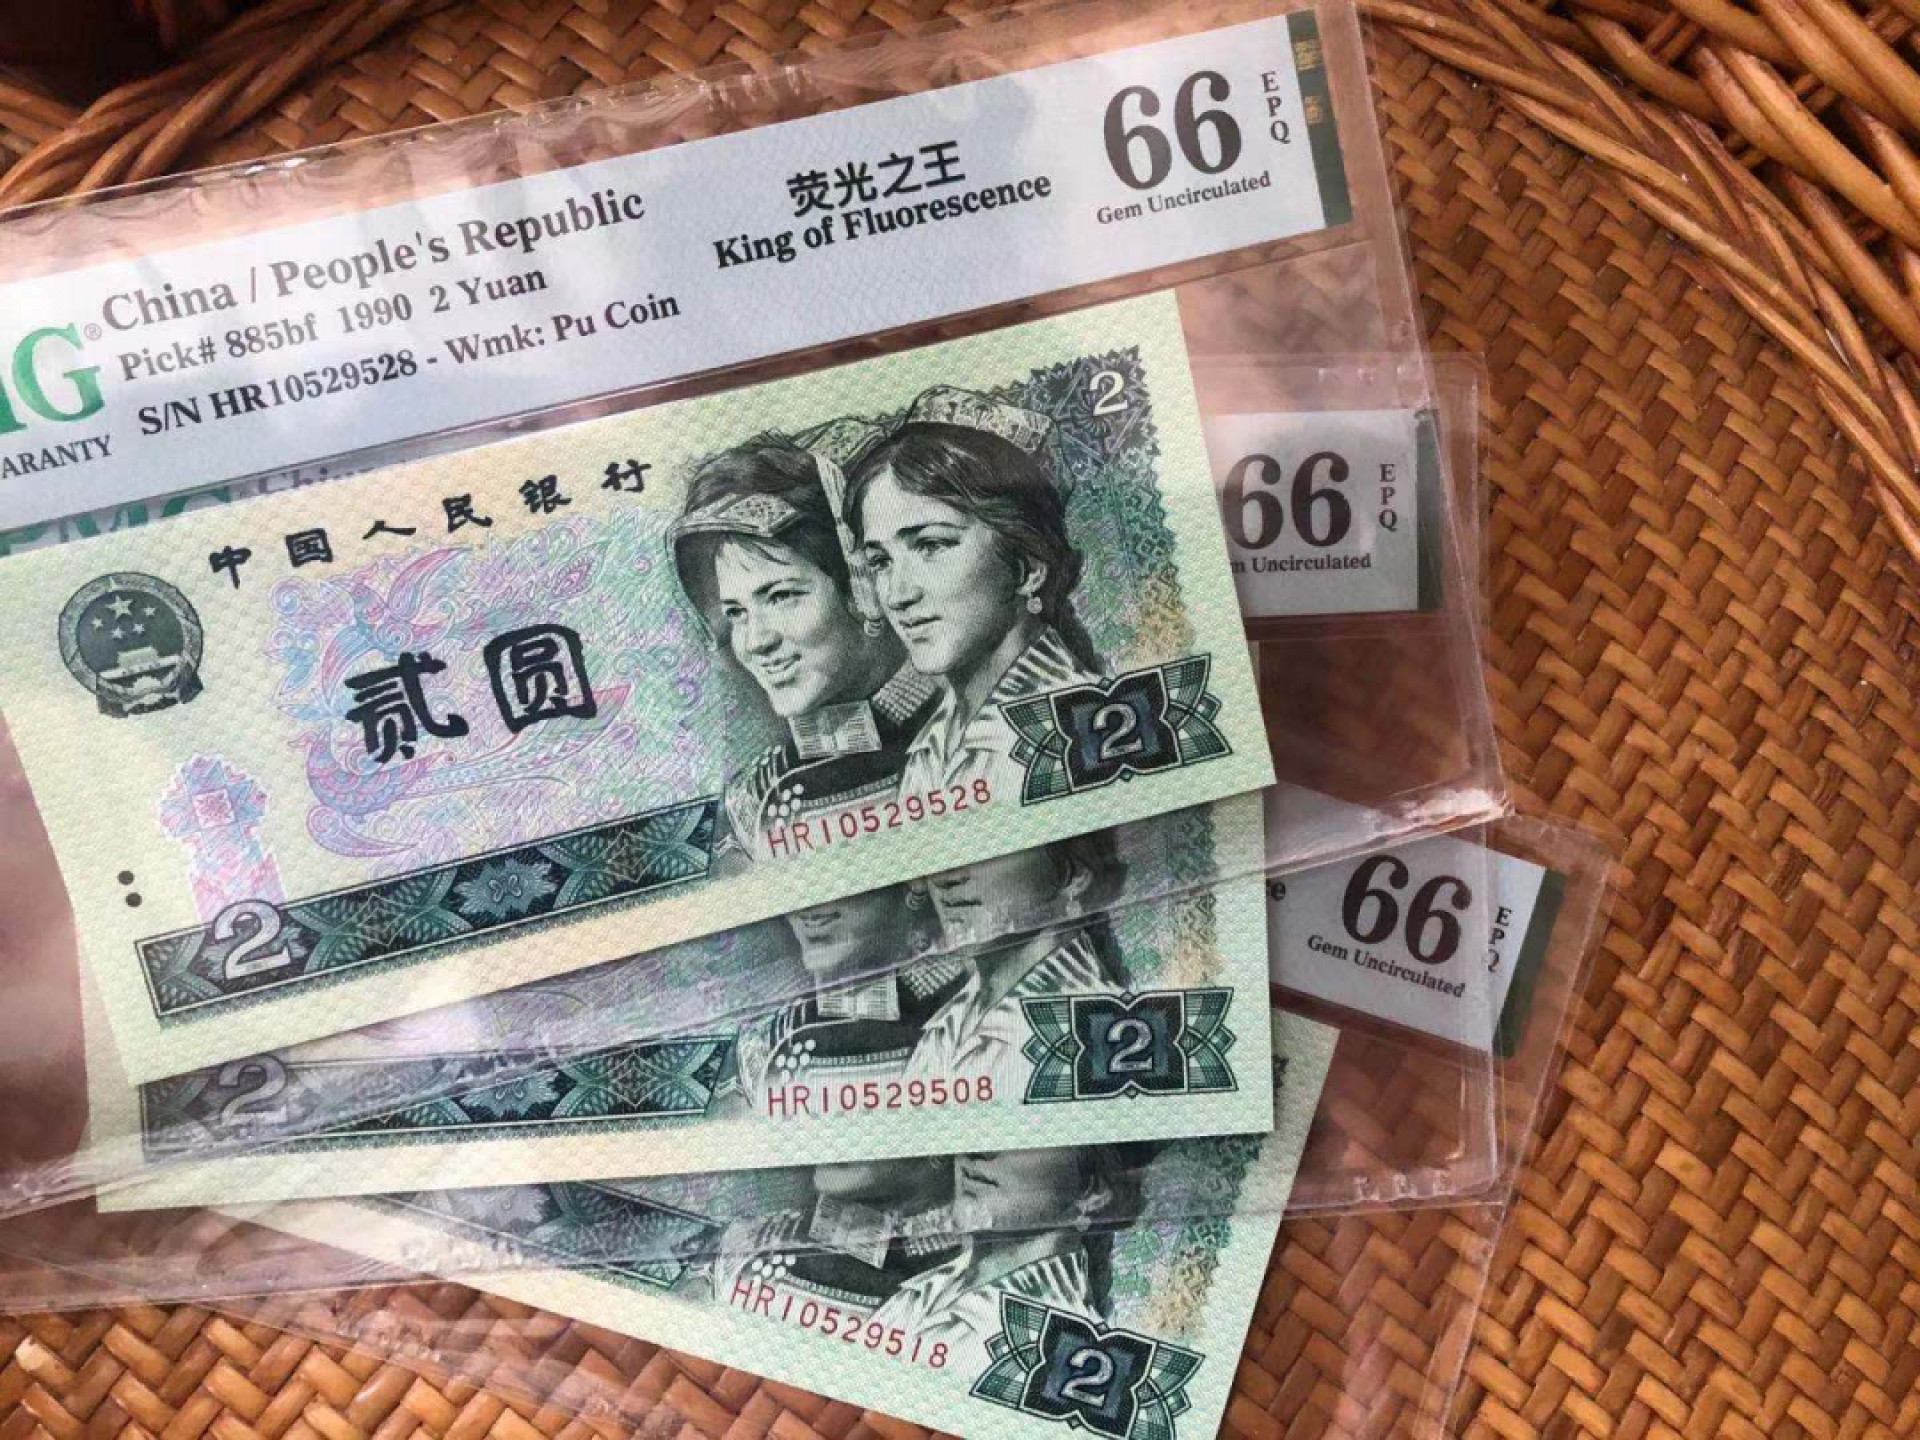 China / People's Republic
Pick# 885bf 1990 2 Yuan
S/N HR10529528 - Wmk: Pu Coin
荧光之王
King of Fluorescence
66
EPQ
Gem Uncirculated
ARANTY
中国人民银行
2
贰圆
2
HR10529528
2
66
EPQ
Uncirculated
2
2
HR10529508
66
EPQ
Gem Uncirculated
HR10529518
2